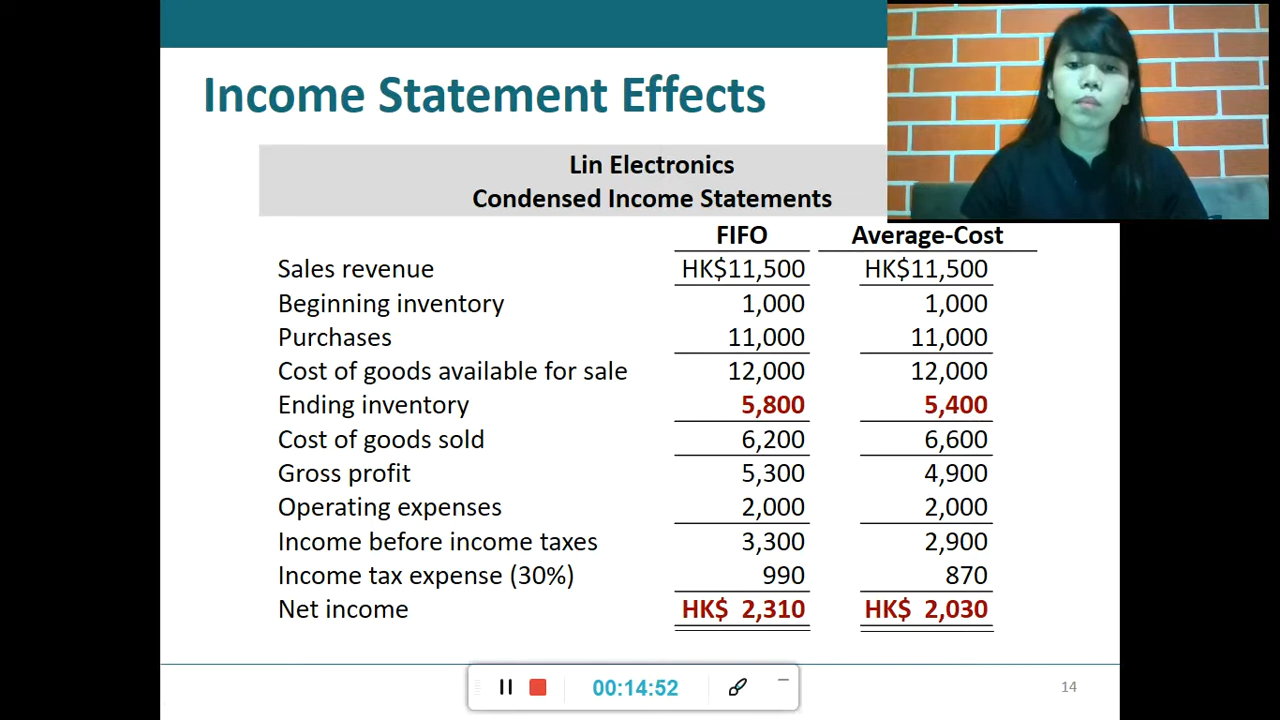 Income Statement Effects
Lin Electronics
Condensed Income Statements
FIFO Average-Cost
Sales revenue HK$11,500 HK$11,500
Beginning inventory 1,000 1,000
Purchases 11,000 11,000
Cost of goods available for sale 12,000 12,000
Ending inventory 5,800 5,400
Cost of goods sold 6,200 6,600
Gross profit 5,300 4,900
Operating expenses 2,000 2,000
Income before income taxes 3,300 2,900
Income tax expense (30%) 990 870
Net income HK$ 2,310 HK$ 2,030
00:14:52
14